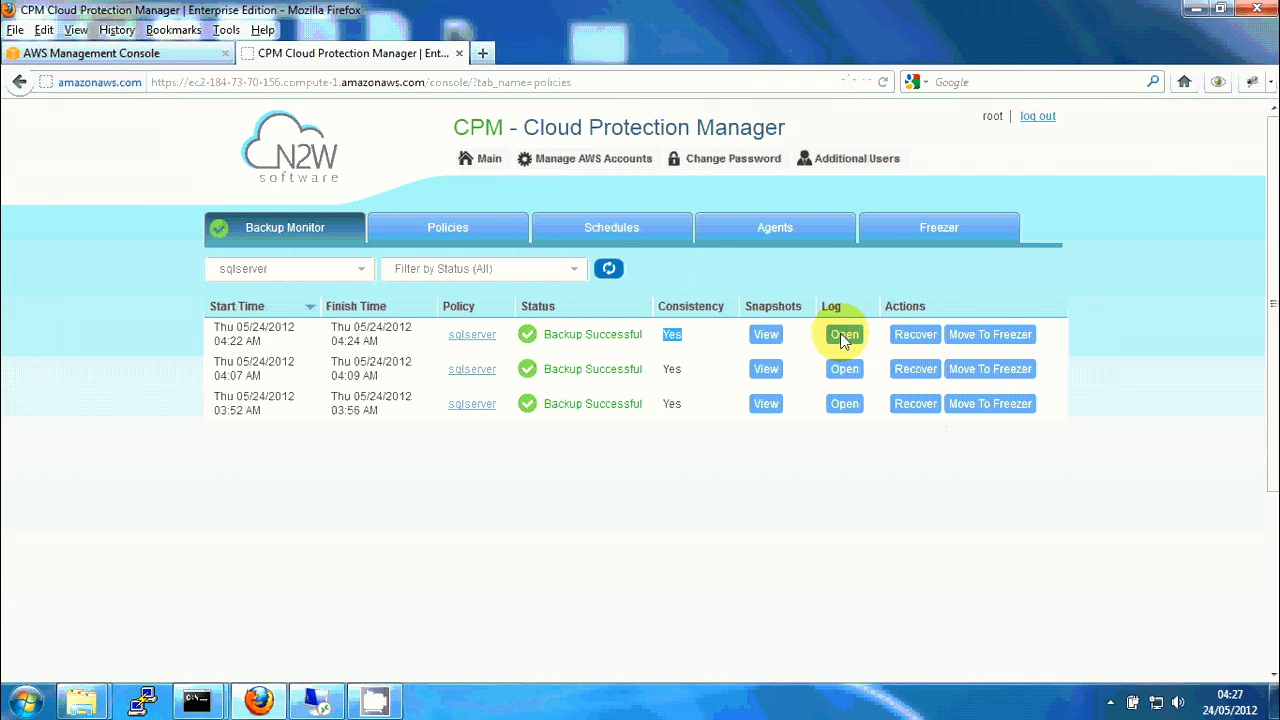 CPM Cloud Protection Manager | Enterprise Edition - Mozilla Firefox
File Edit View History Bookmarks Tools Help
AWS Management Console × CPM Cloud Protection Manager | Ent... × +
amazonaws.com https://ec2-184-73-70-156.compute-1.amazonaws.com/console/?tab_name=policies Google
root | log out
CPM - Cloud Protection Manager
N2W
software
Main Manage AWS Accounts Change Password Additional Users
Backup Monitor Policies Schedules Agents Freezer
sqlserver Filter by Status (All)
Start Time Finish Time Policy Status Consistency Snapshots Log Actions
Thu 05/24/2012 04:22 AM Thu 05/24/2012 04:24 AM sqlserver Backup Successful Yes View Open Recover Move To Freezer
Thu 05/24/2012 04:07 AM Thu 05/24/2012 04:09 AM sqlserver Backup Successful Yes View Open Recover Move To Freezer
Thu 05/24/2012 03:52 AM Thu 05/24/2012 03:56 AM sqlserver Backup Successful Yes View Open Recover Move To Freezer
04:27
24/05/2012